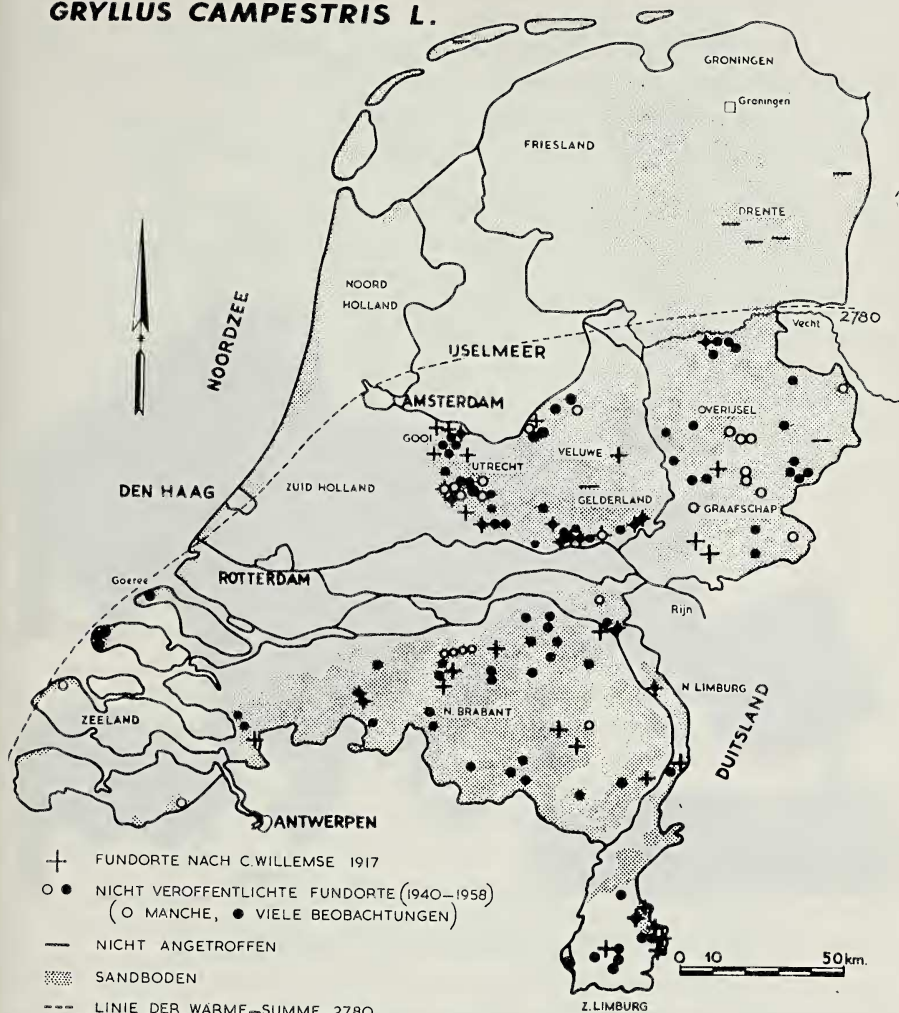 GRYLLUS CAMPESTRIS L.
GRONINGEN
Groningen
FRIESLAND
DRENTE
NOORD
HOLLAND
NOORDZEE
2780
Vecht
IJSELMEER
AMSTERDAM
OVERIJSEL
GOOI
VELUWE
UTRECHT
DEN HAAG
ZUID HOLLAND
GELDERLAND
GRAAFSCHAP
ROTTERDAM
Goeree
Rijn
N LIMBURG
ZEELAND
N. BRABANT
DUITSLAND
ANTWERPEN
FUNDORTE NACH C. WILLEMSE 1917
NICHT VEROFFENTLICHTE FUNDORTE (1940–1958)
(O MANCHE, ● VIELE BEOBACHTUNGEN)
NICHT ANGETROFFEN
SANDBODEN
LINIE DER WARME–SUMME 2780
0 10 50 km.
Z. LIMBURG